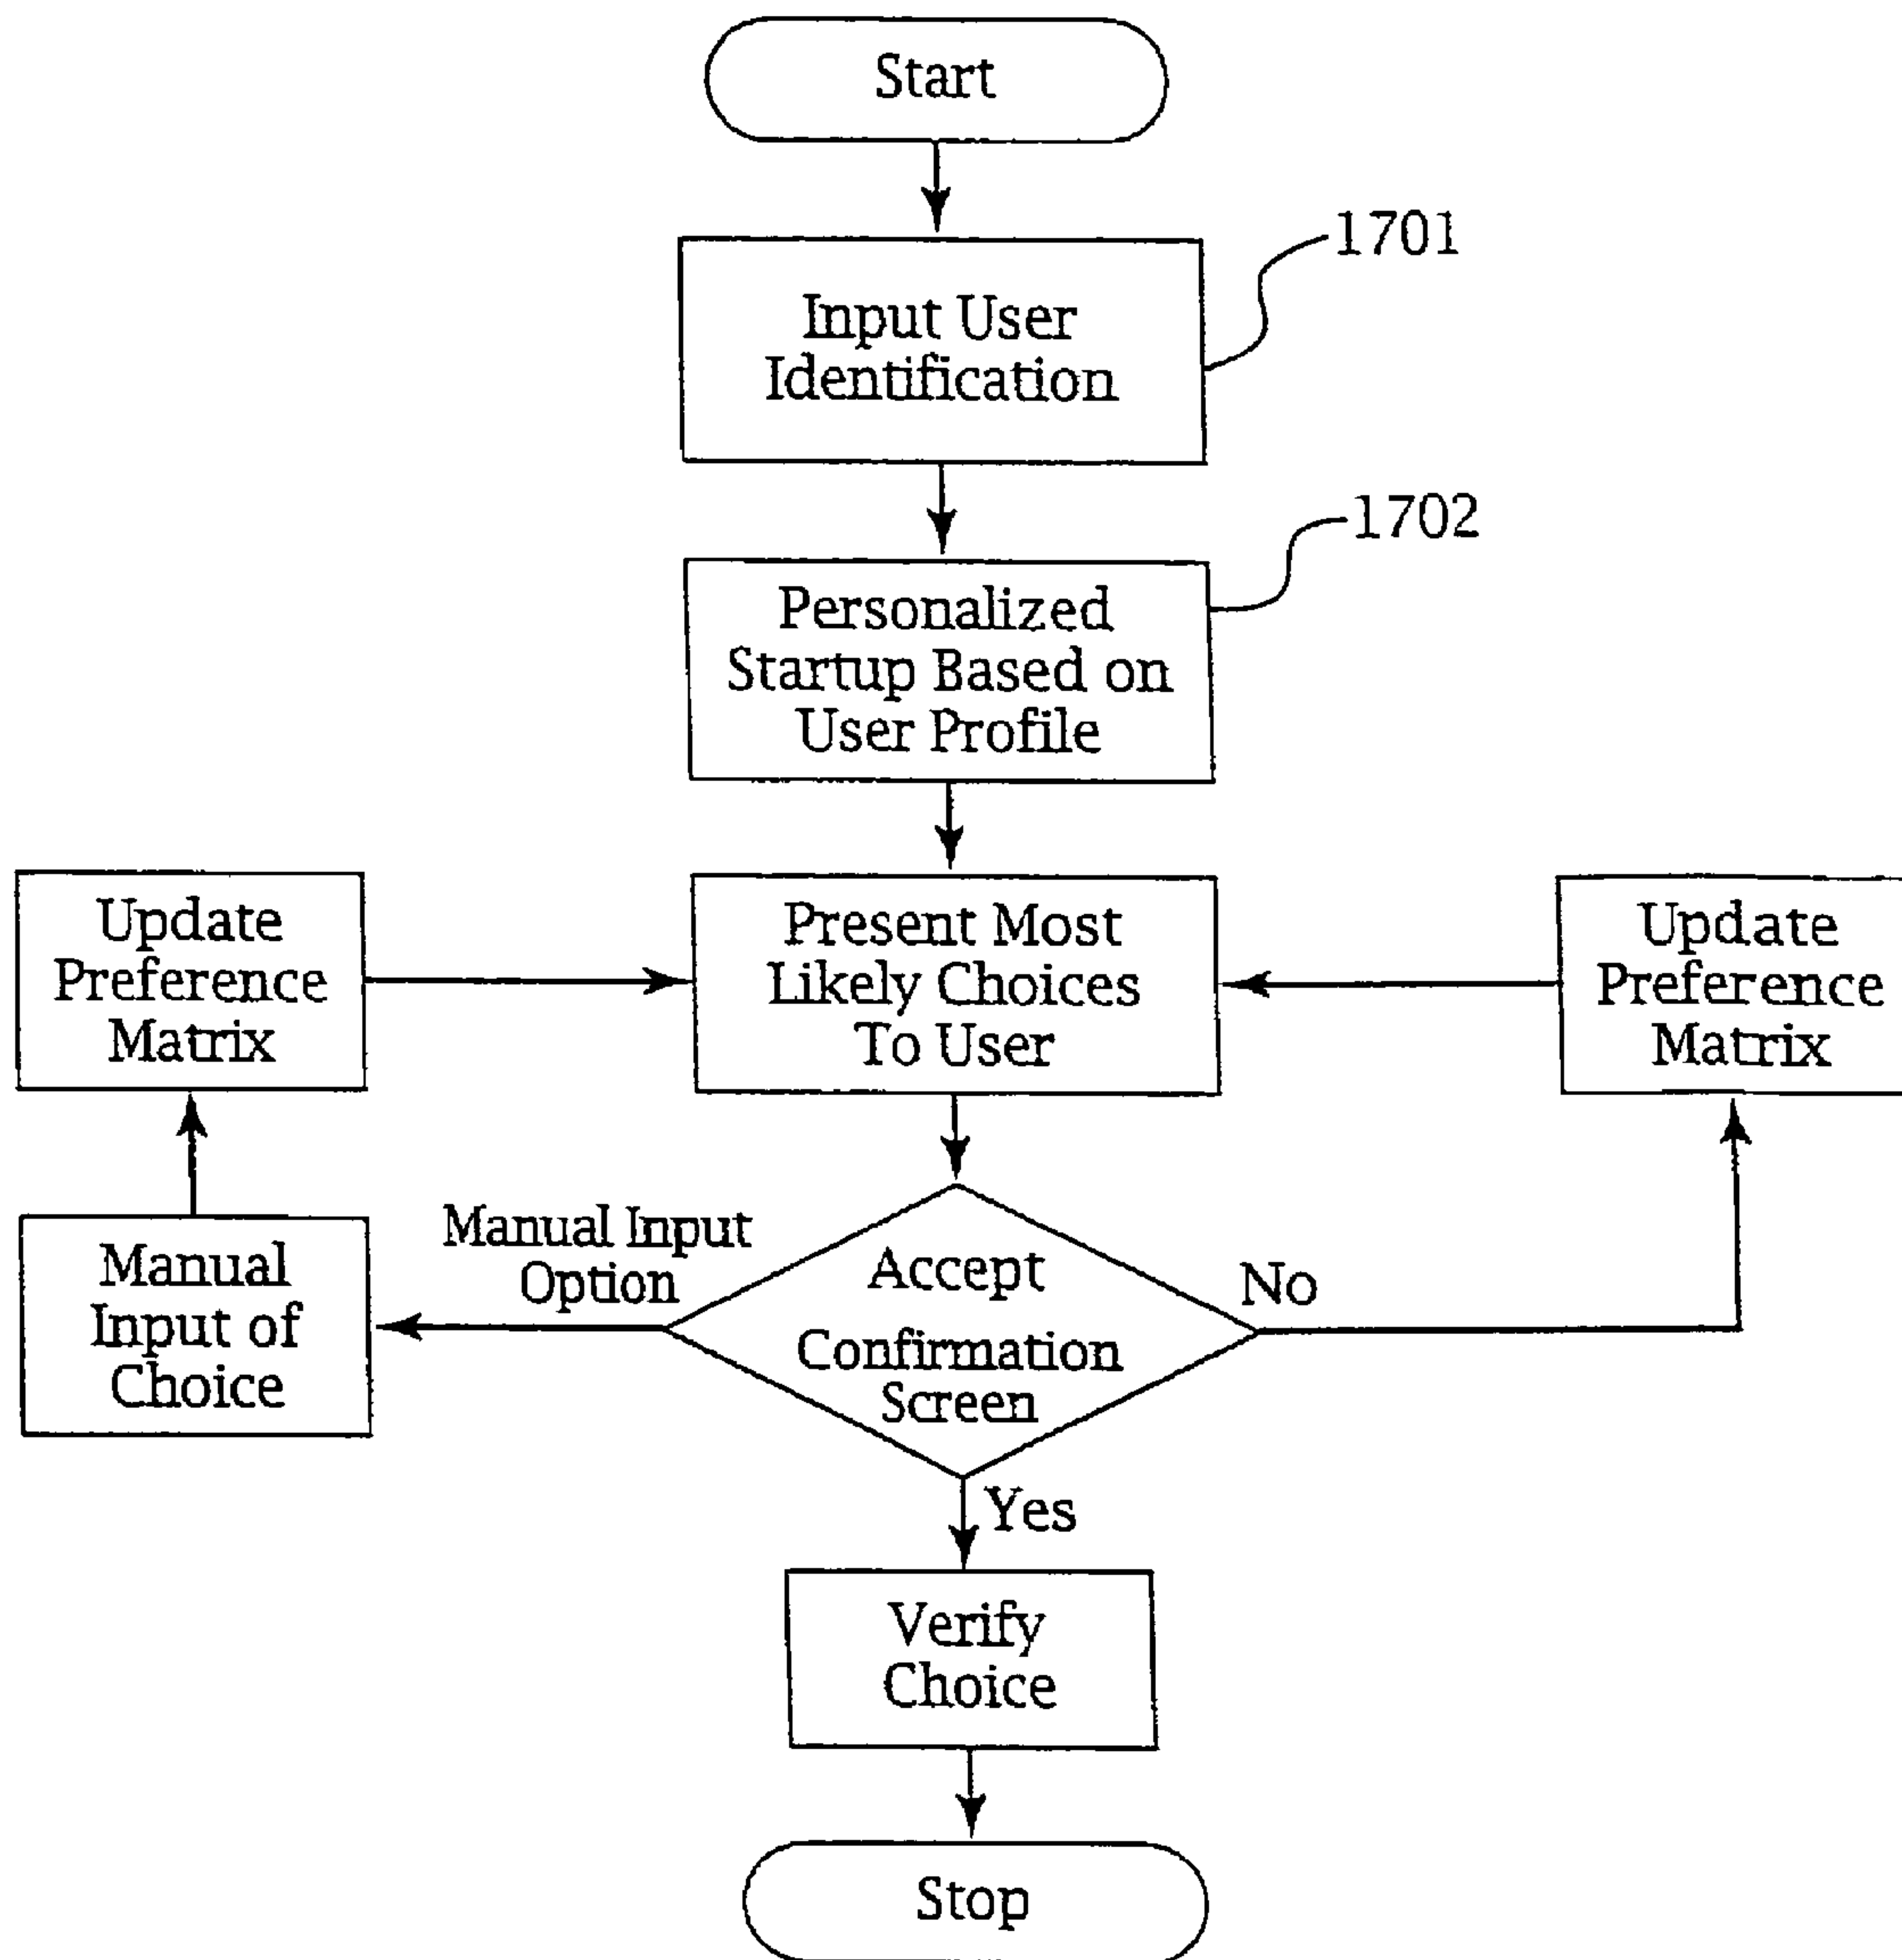 Start
1701
Input User
Identification
1702
Personalized
Startup Based on
User Profile
Update
Preference
Matrix
Present Most
Likely Choices
To User
Update
Preference
Matrix
Manual
Input of
Choice
Manual Input
Option
Accept
Confirmation
Screen
No
Yes
Verify
Choice
Stop